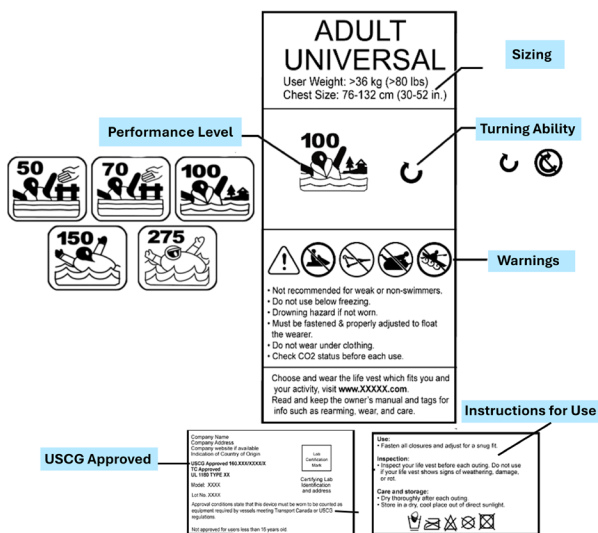 ADULT
UNIVERSAL
User Weight: >36 kg (>80 lbs)
Chest Size: 76-132 cm (30-52 in.)
Sizing
Performance Level
100
Turning Ability
50
70
100
150
275
Warnings
• Not recommended for weak or non-swimmers.
• Do not use below freezing.
• Drowning hazard if not worn.
• Must be fastened & properly adjusted to float
the wearer.
• Do not wear under clothing.
• Check CO2 status before each use.
Choose and wear the life vest which fits you and
your activity, visit www.XXXXX.com.
Read and keep the owner's manual and tags for
info such as rearming, wear, and care.
Instructions for Use
USCG Approved
Company Name
Company Address
Company website if available
Indication of Country of Origin
USCG Approved 160.XXX/XXXX/X
TC Approved
UL 1180 TYPE XX
Model: XXXX
Lot No. XXXX
Lab
Certification
Mark
Certifying Lab
Identification
and address
Approval conditions state that this device must be worn to be counted as
equipment required by vessels meeting Transport Canada or USCG
regulations.
Not approved for users less than 15 years old.
Use:
• Fasten all closures and adjust for a snug fit.
Inspection:
• Inspect your life vest before each outing. Do not use
if your life vest shows signs of weathering, damage,
or rot.
Care and storage:
• Dry thoroughly after each outing.
• Store in a dry, cool place out of direct sunlight.